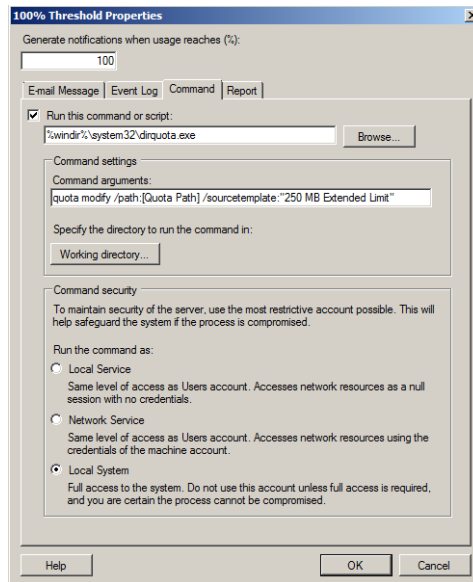 100% Threshold Properties
Generate notifications when usage reaches (%):
100
E-mail Message
Event Log
Command
Report
Run this command or script:
%windir%\system32\dirquota.exe
Browse...
Command settings
Command arguments:
quota modify /path:[Quota Path] /sourcetemplate:"250 MB Extended Limit"
Specify the directory to run the command in:
Working directory...
Command security
To maintain security of the server, use the most restrictive account possible. This will
help safeguard the system if the process is compromised.
Run the command as:
Local Service
Same level of access as Users account. Accesses network resources as a null
session with no credentials.
Network Service
Same level of access as Users account. Accesses network resources using the
credentials of the machine account.
Local System
Full access to the system. Do not use this account unless full access is required,
and you are certain the process cannot be compromised.
Help
OK
Cancel